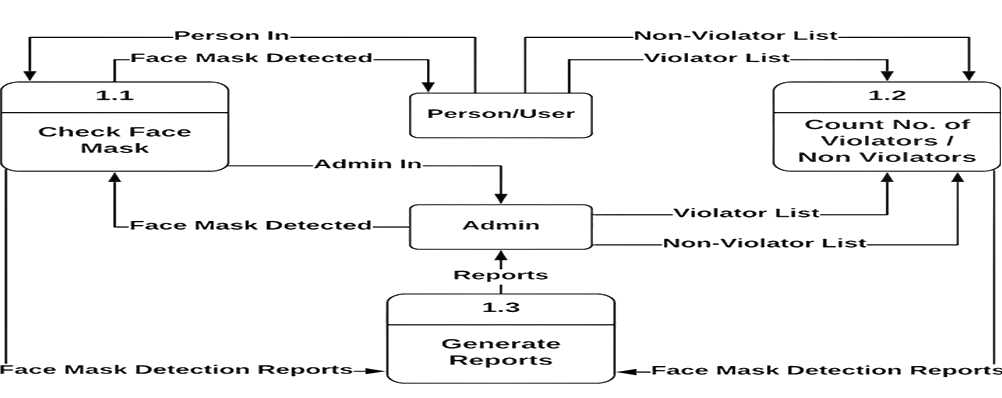 Person In
Non-Violator List
Face Mask Detected
Violator List
1.1
1.2
Person/User
Check Face
Mask
Count No. of
Violators /
Non Violators
Admin In
Face Mask Detected
Admin
Violator List
Non-Violator List
Reports
1.3
Generate
Reports
Face Mask Detection Reports
Face Mask Detection Reports